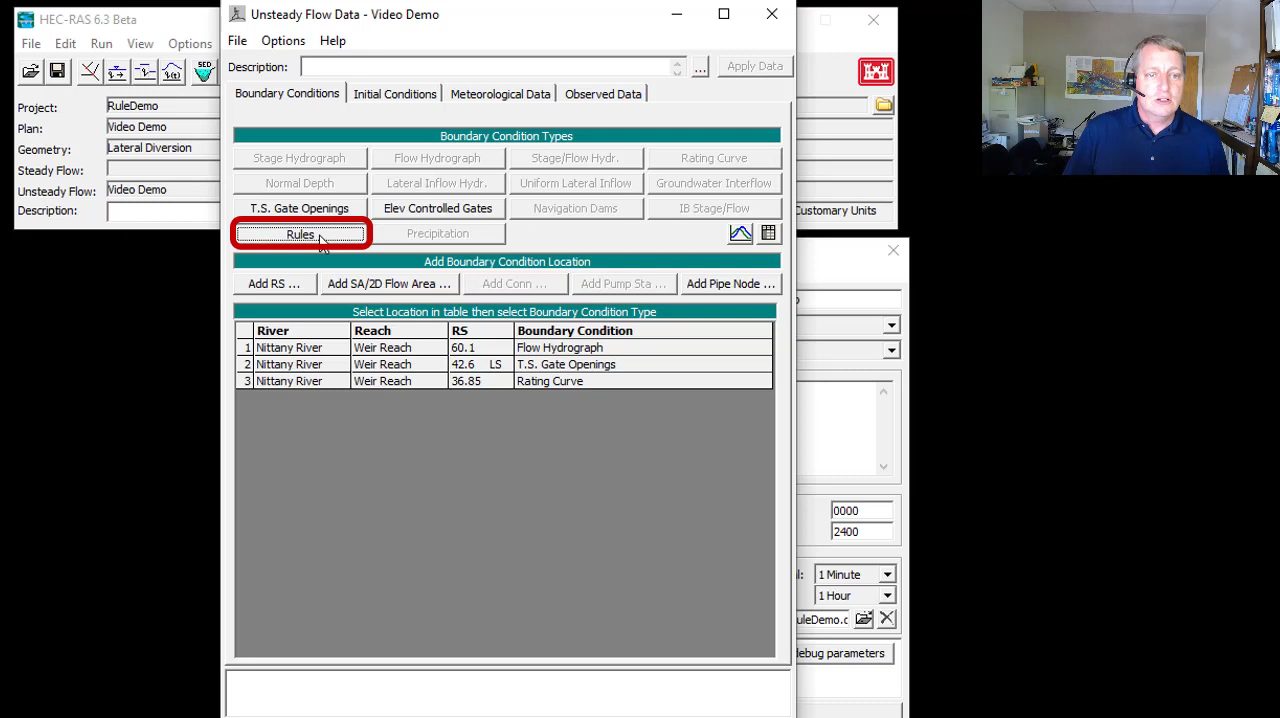 HEC-RAS 6.3 Beta
File Edit Run View Options
Project: RuleDemo
Plan: Video Demo
Geometry: Lateral Diversion
Steady Flow:
Unsteady Flow: Video Demo
Description:
Customary Units
SED
Unsteady Flow Data - Video Demo
File Options Help
Description: ... Apply Data
Boundary Conditions Initial Conditions Meteorological Data Observed Data
Boundary Condition Types
Stage Hydrograph Flow Hydrograph Stage/Flow Hydr. Rating Curve
Normal Depth Lateral Inflow Hydr. Uniform Lateral Inflow Groundwater Interflow
T.S. Gate Openings Elev Controlled Gates Navigation Dams IB Stage/Flow
Rules Precipitation
Add Boundary Condition Location
Add RS ... Add SA/2D Flow Area ... Add Conn ... Add Pump Sta ... Add Pipe Node ...
Select Location in table then select Boundary Condition Type
River Reach RS Boundary Condition
1 Nittany River Weir Reach 60.1 Flow Hydrograph
2 Nittany River Weir Reach 42.6 LS T.S. Gate Openings
3 Nittany River Weir Reach 36.85 Rating Curve
0000
2400
1 Minute
1 Hour
uleDemo.c
debug parameters